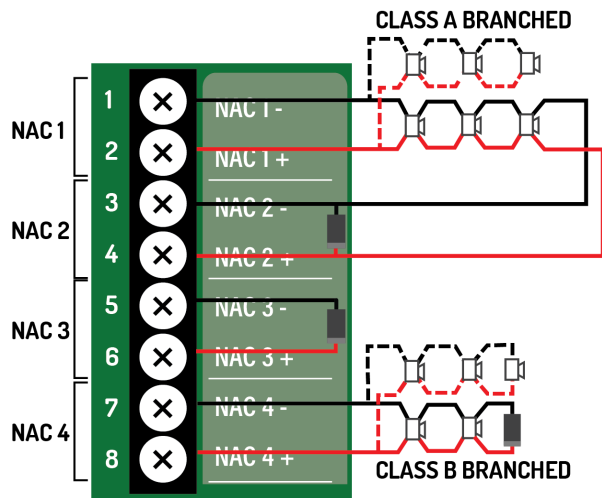 CLASS A BRANCHED
NAC 1
1
NAC 1 -
2
NAC 1 +
NAC 2
3
NAC 2 -
4
NAC 2 +
NAC 3
5
NAC 3 -
6
NAC 3 +
NAC 4
7
NAC 4 -
8
NAC 4 +
CLASS B BRANCHED